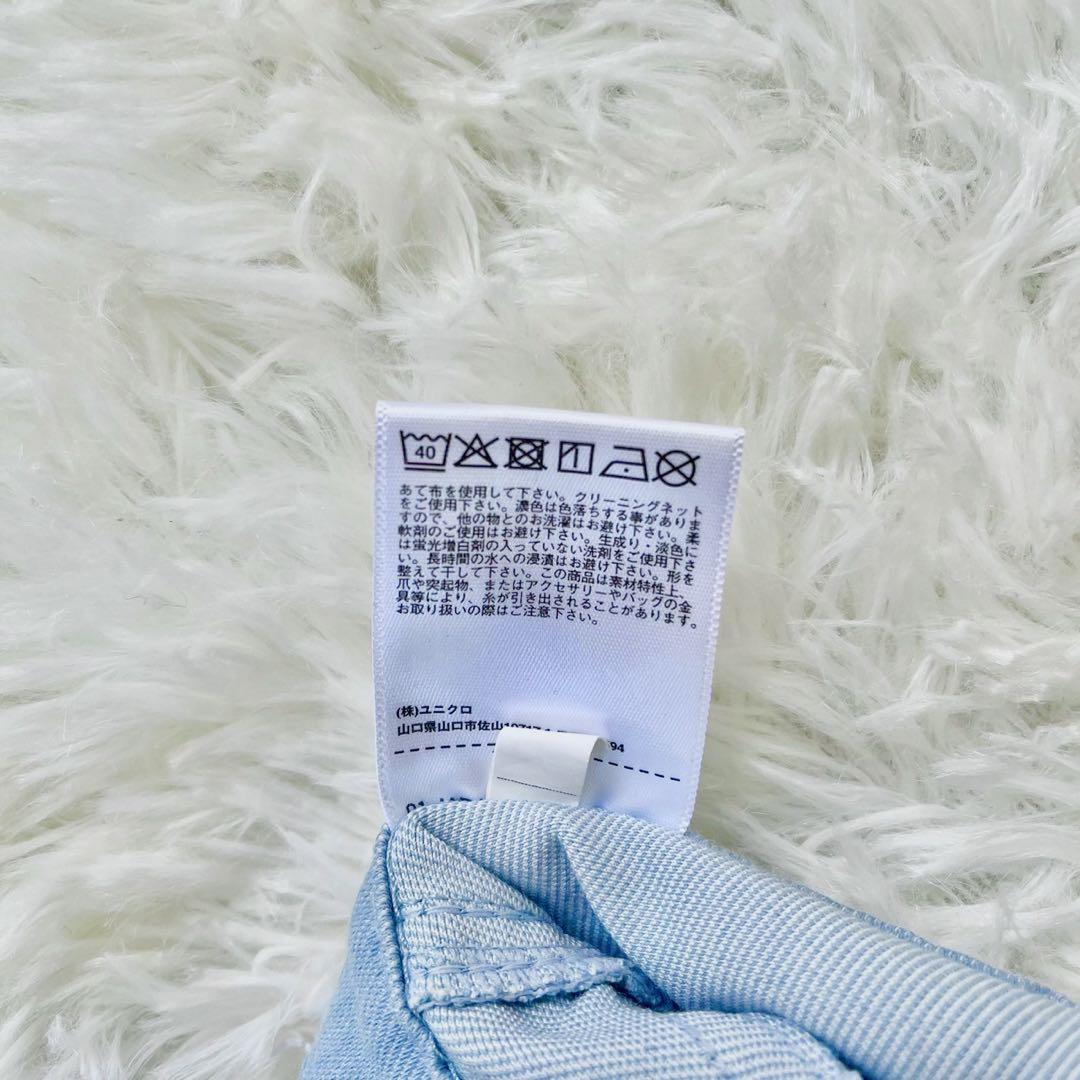 40
あて布を使用して下さい。クリーニングネット
をご使用下さい。濃色は色落ちする事がありま
すので、他の物とのお洗濯はお避け下さい。柔
軟剤のご使用はお避け下さい。生成り・淡色に
は蛍光増白剤の入っていない洗剤をご使用下さ
い。長時間の水への浸漬はお避け下さい。形を
整えて干して下さい。この商品は素材特性上、
爪や突起物、またはアクセサリーやバッグの金
具等により、糸が引き出されることがあります。
お取り扱いの際はご注意下さい。
(株)ユニクロ
山口県山口市佐山 94